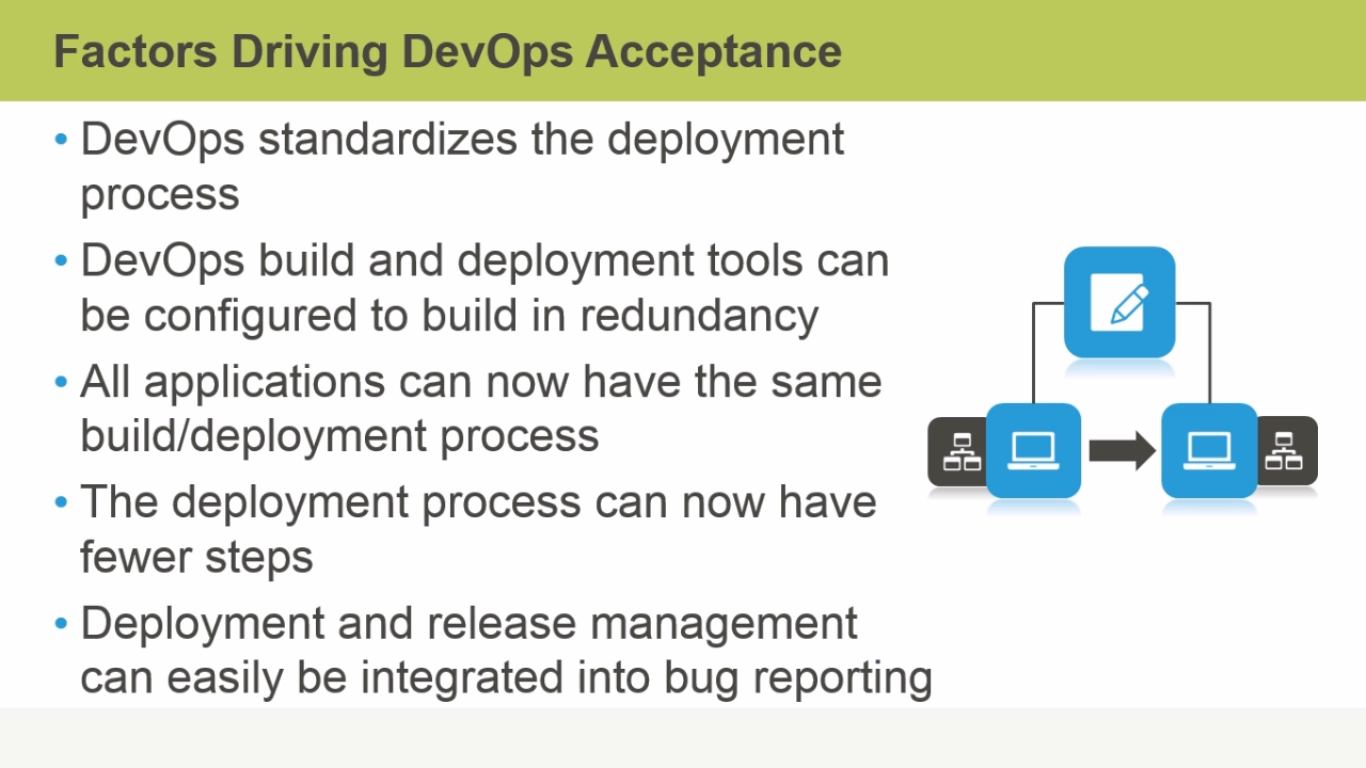 Factors Driving DevOps Acceptance
• DevOps standardizes the deployment
process
• DevOps build and deployment tools can
be configured to build in redundancy
• All applications can now have the same
build/deployment process
• The deployment process can now have
fewer steps
• Deployment and release management
can easily be integrated into bug reporting